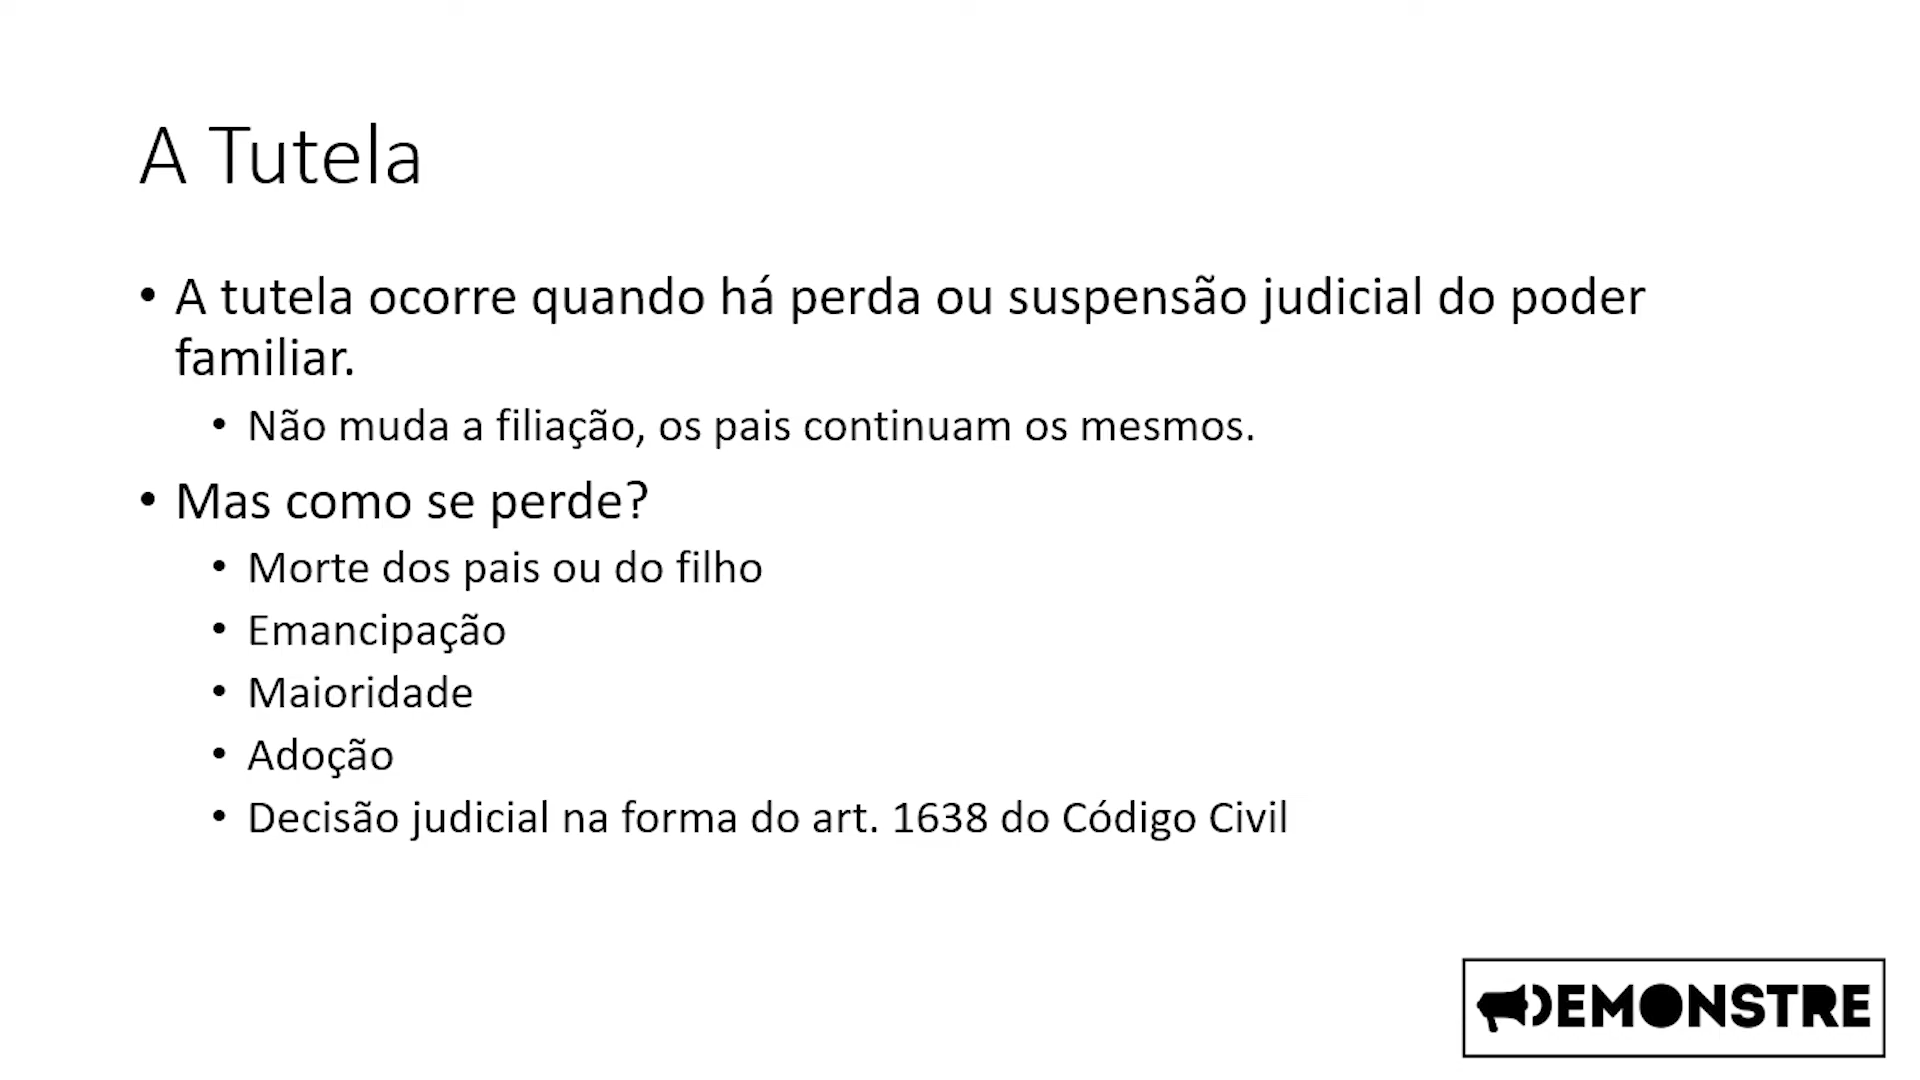 A Tutela
• A tutela ocorre quando há perda ou suspensão judicial do poder
familiar.
• Não muda a filiação, os pais continuam os mesmos.
• Mas como se perde?
• Morte dos pais ou do filho
• Emancipação
• Maioridade
• Adoção
• Decisão judicial na forma do art. 1638 do Código Civil
DEMONSTRE